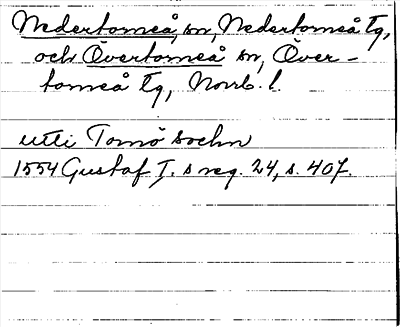 Nedertorneå, sn, Nedertorneå tg,
och Övertorneå sn, Över-
torneå tg, Norrb. l.
utti Tornö sochn
1554 Gustaf I. s reg. 24, s. 407.